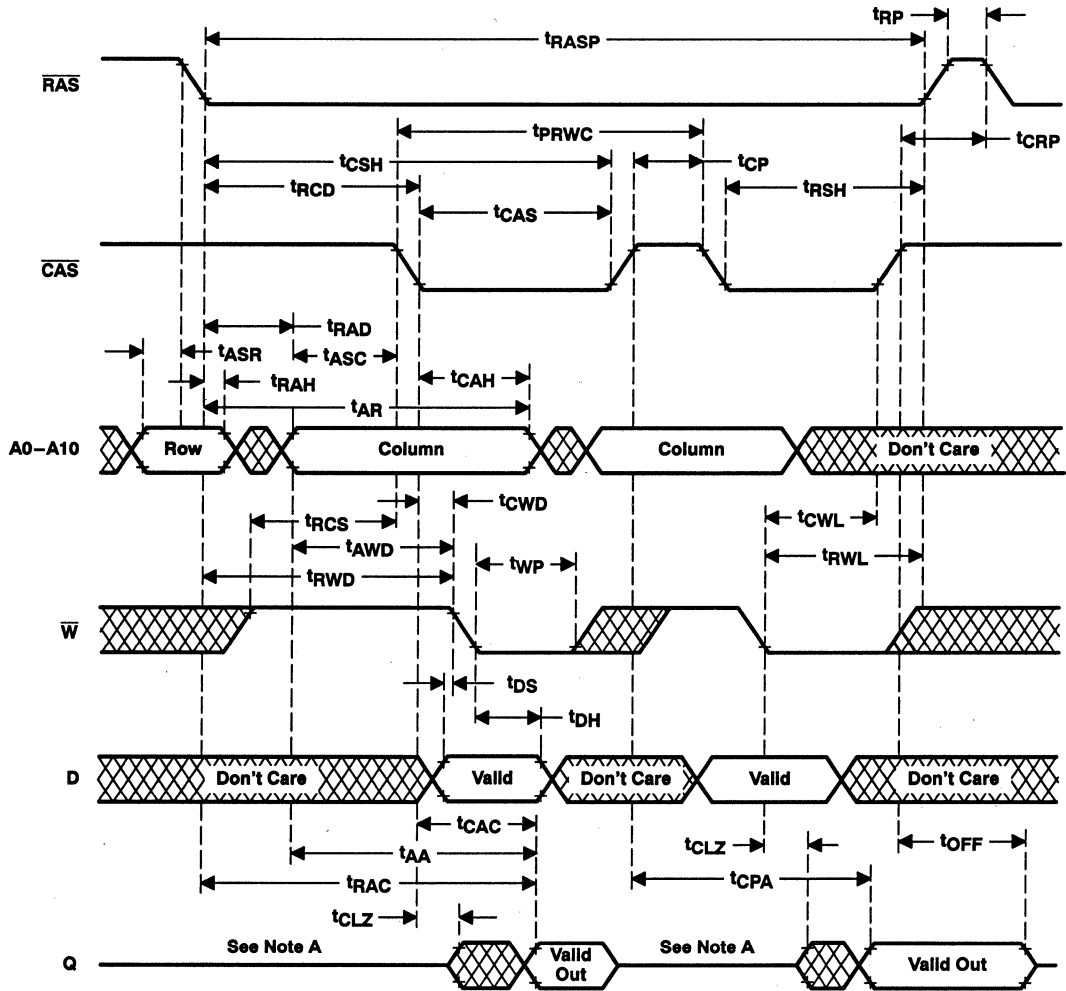 tRP
tRASP
RAS
tPRWC
tCRP
tCSH
tCP
tRCD
tRSH
tCAS
CAS
tRAD
tASR
tASC
tRAH
tCAH
tAR
A0–A10
Row
Column
Column
Don't Care
tCWD
tRCS
tCWL
tAWD
tWP
tRWL
tRWD
W
tDS
tDH
D
Don't Care
Valid
Don't Care
Valid
Don't Care
tCAC
tCLZ
tOFF
tAA
tCPA
tRAC
tCLZ
See Note A
See Note A
Q
Valid
Out
Valid Out